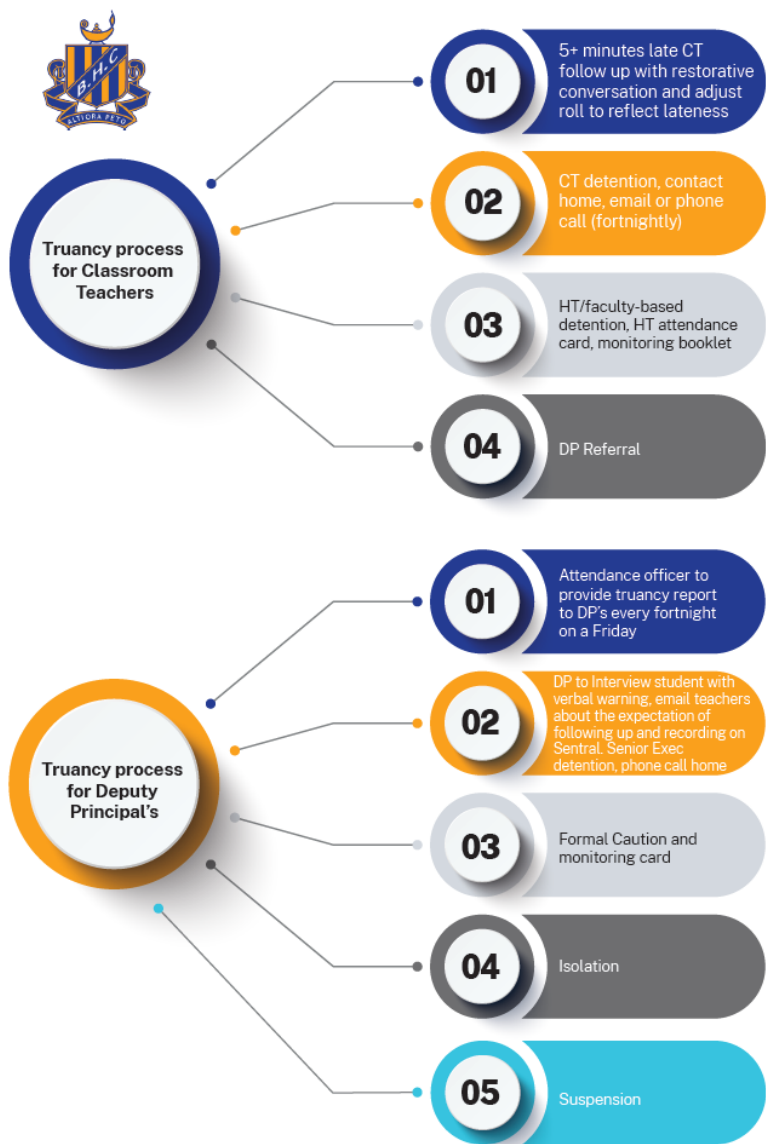 B.H.C
ALTIORA PETO
Truancy process
for Classroom
Teachers
01
5+ minutes late CT
follow up with restorative
conversation and adjust
roll to reflect lateness
02
CT detention, contact
home, email or phone
call (fortnightly)
03
HT/faculty-based
detention, HT attendance
card, monitoring booklet
04
DP Referral
Truancy process
for Deputy
Principal's
01
Attendance officer to
provide truancy report
to DP's every fortnight
on a Friday
02
DP to Interview student with
verbal warning, email teachers
about the expectation of
following up and recording on
Sentral. Senior Exec
detention, phone call home
03
Formal Caution and
monitoring card
04
Isolation
05
Suspension